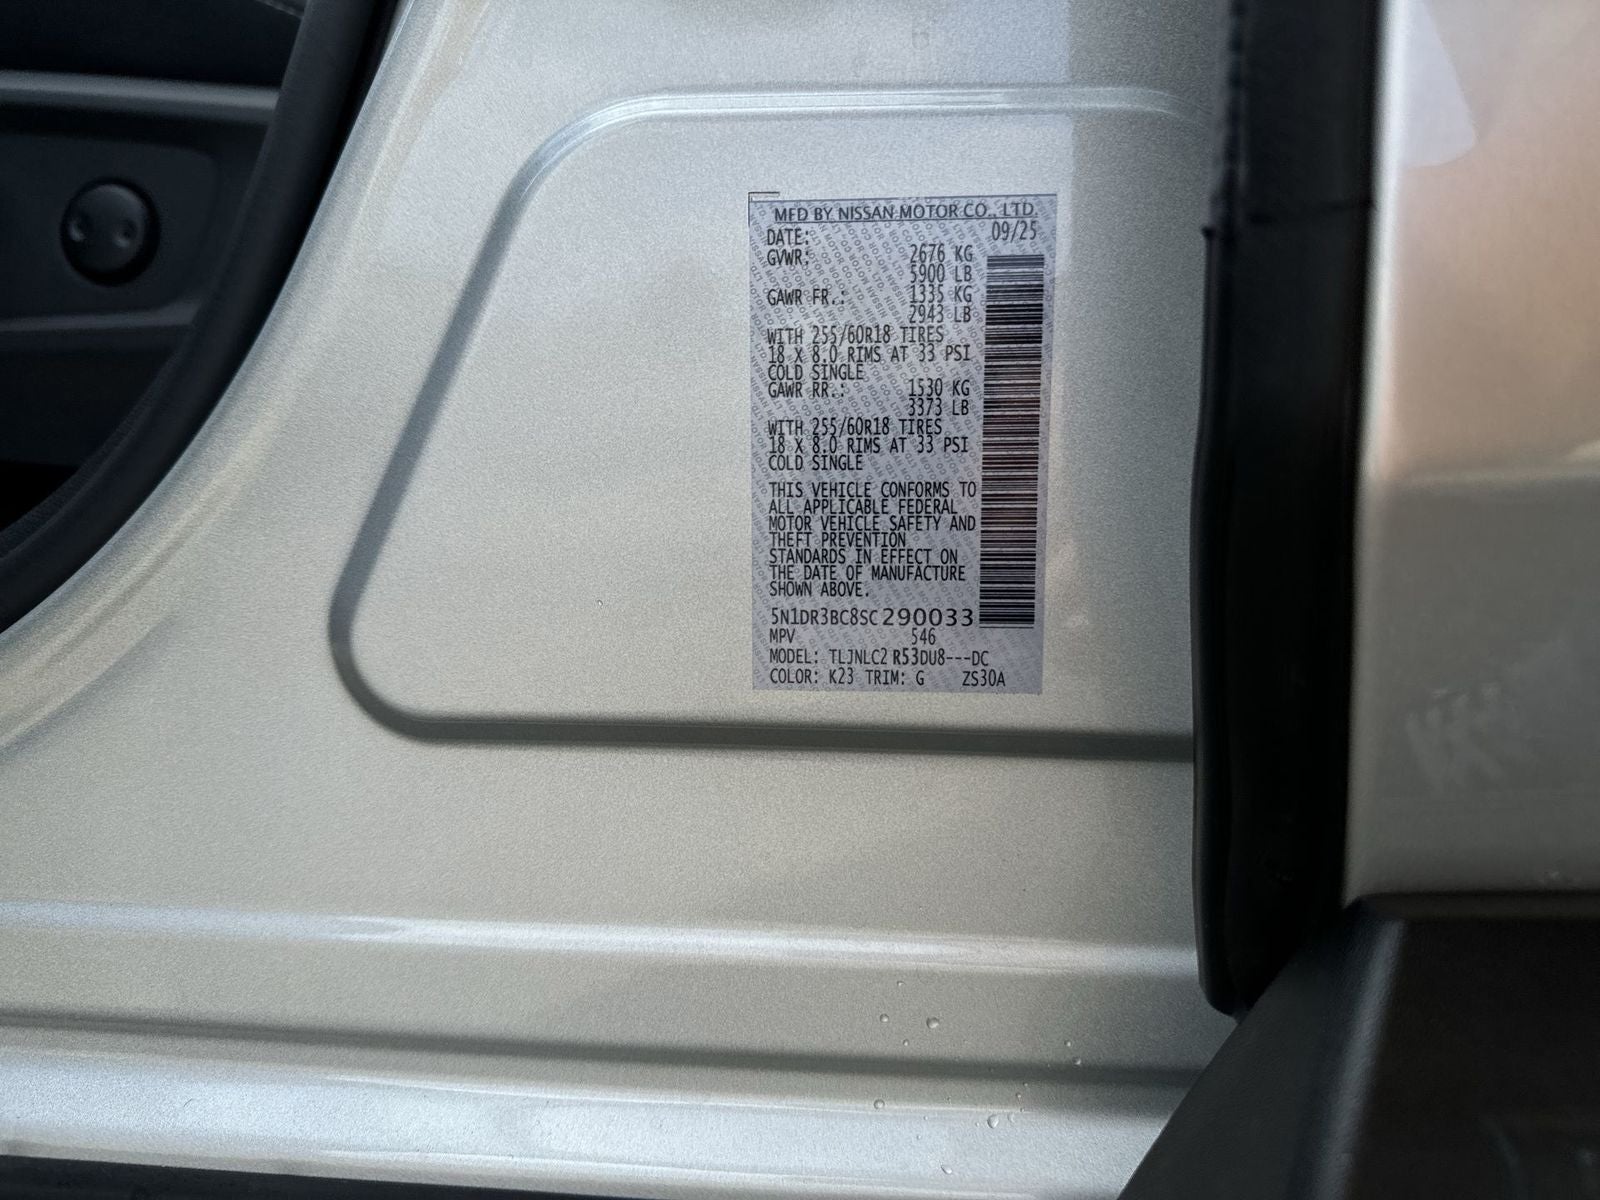 MFD BY NISSAN MOTOR CO., LTD.
DATE: 09/25
GVWR: 2676 KG
5900 LB
GAWR FR.: 1335 KG
2943 LB
WITH 255/60R18 TIRES
18 X 8.0 RIMS AT 33 PSI
COLD SINGLE
GAWR RR.: 1530 KG
3373 LB
WITH 255/60R18 TIRES
18 X 8.0 RIMS AT 33 PSI
COLD SINGLE
THIS VEHICLE CONFORMS TO
ALL APPLICABLE FEDERAL
MOTOR VEHICLE SAFETY AND
THEFT PREVENTION
STANDARDS IN EFFECT ON
THE DATE OF MANUFACTURE
SHOWN ABOVE.
5N1DR3BC8SC290033
MPV 546
MODEL: TLJNLC2 R53DU8---DC
COLOR: K23 TRIM: G ZS30A